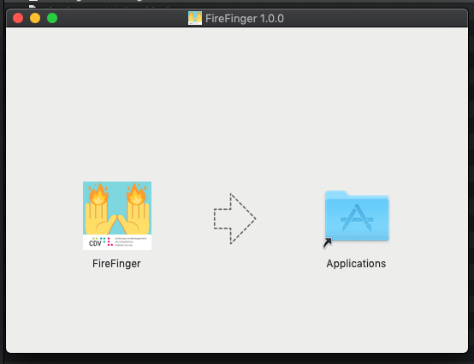 FireFinger 1.0.0
CDV
FireFinger
Applications